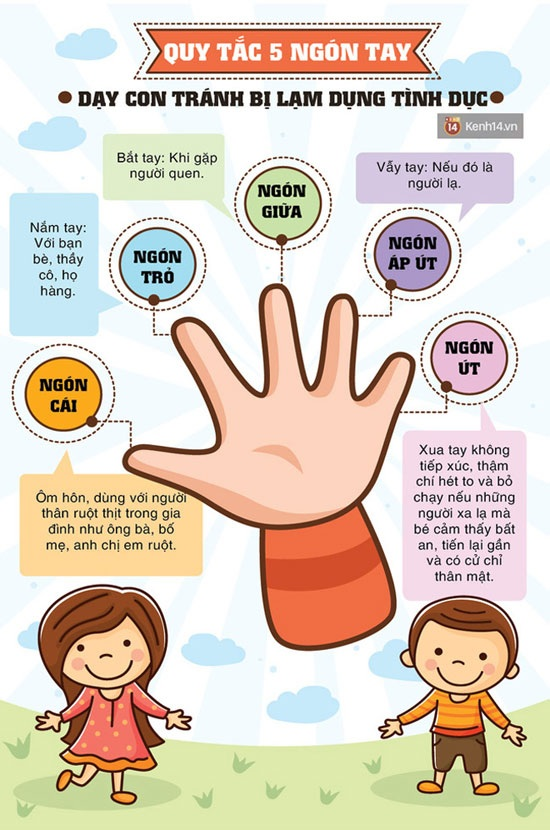 QUY TẮC 5 NGÓN TAY
DẠY CON TRÁNH BỊ LẠM DỤNG TÌNH DỤC
14
Kenh14.vn
Bắt tay: Khi gặp
người quen.
NGÓN
GIỮA
Vẫy tay: Nếu đó là
người lạ.
Nắm tay:
Với bạn
bè, thầy
cô, họ
hàng.
NGÓN
TRỎ
NGÓN
ÁP ÚT
NGÓN
CÁI
NGÓN
ÚT
Ôm hôn, dùng với người
thân ruột thịt trong gia
đình như ông bà, bố
mẹ, anh chị em ruột.
Xua tay không
tiếp xúc, thậm
chí hét to và bỏ
chạy nếu những
người xa lạ mà
bé cảm thấy bất
an, tiến lại gần
và có cử chỉ
thân mật.